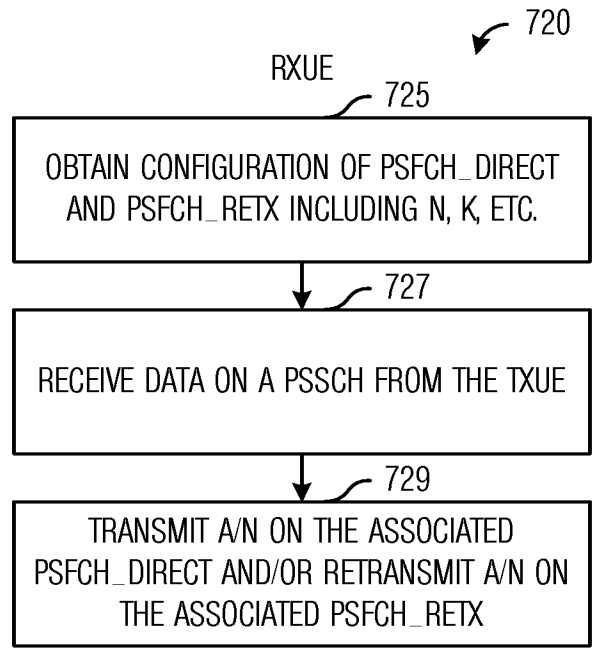 720
RXUE
725
OBTAIN CONFIGURATION OF PSFCH_DIRECT
AND PSFCH_RETX INCLUDING N, K, ETC.
727
RECEIVE DATA ON A PSSCH FROM THE TXUE
729
TRANSMIT A/N ON THE ASSOCIATED
PSFCH_DIRECT AND/OR RETRANSMIT A/N ON
THE ASSOCIATED PSFCH_RETX